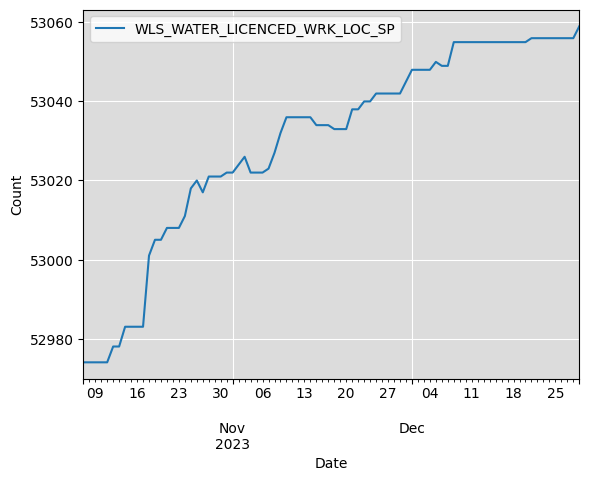 WLS_WATER_LICENCED_WRK_LOC_SP
53060
53040
53020
53000
52980
Count
09 16 23 30 06 13 20 27 04 11 18 25
Nov Dec
2023
Date